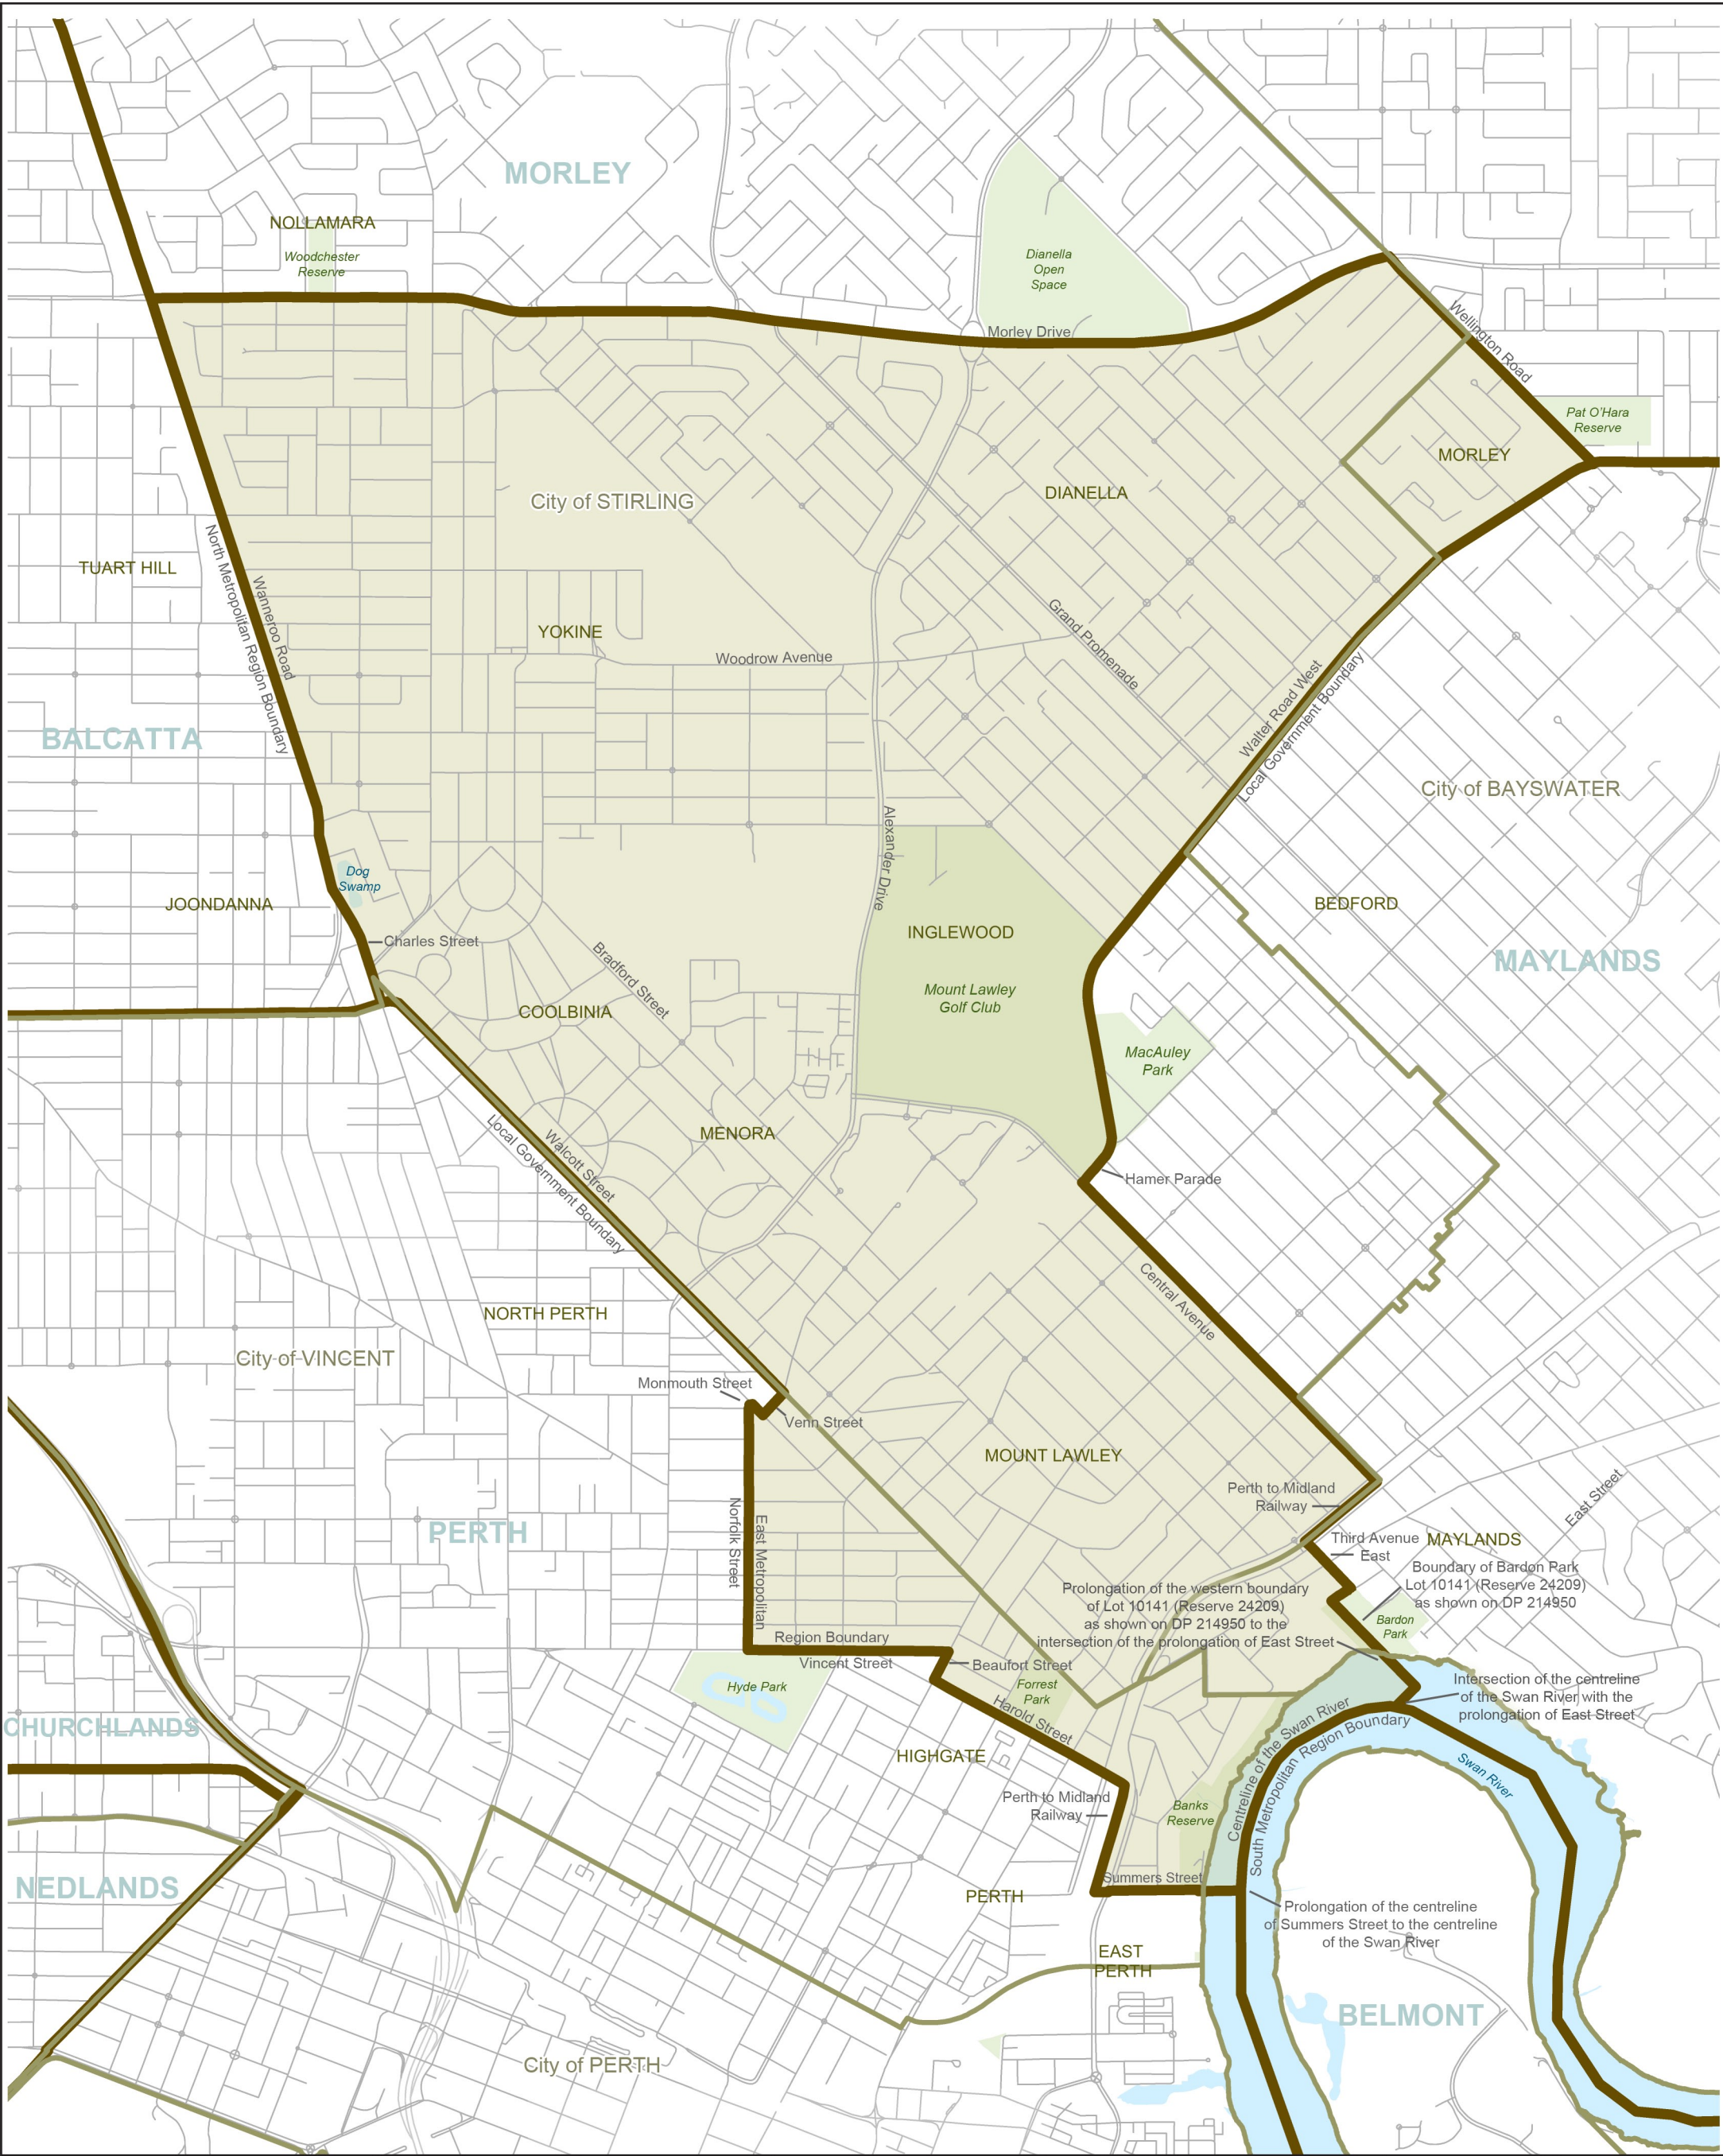 MORLEY
NOLLAMARA
Woodchester
Reserve
Dianella
Open
Space
Morley Drive
Wellington Road
Pat O'Hara
Reserve
MORLEY
City of STIRLING
DIANELLA
TUART HILL
North Metropolitan Region Boundary
Wanneroo Road
YOKINE
Woodrow Avenue
Grand Promenade
Walter Road West
Local Government Boundary
BALCATTA
City of BAYSWATER
Alexander Drive
Dog
Swamp
JOONDANNA
BEDFORD
Charles Street
INGLEWOOD
Bradford Street
MAYLANDS
Mount Lawley
Golf Club
COOLBINIA
MacAuley
Park
MENORA
Walcott Street
Local Government Boundary
Hamer Parade
Central Avenue
NORTH PERTH
City of VINCENT
Monmouth Street
Venn Street
MOUNT LAWLEY
Perth to Midland
Railway
East Street
PERTH
Norfolk Street
East Metropolitan
Third Avenue
East
MAYLANDS
Boundary of Bardon Park
Lot 10141 (Reserve 24209)
as shown on DP 214950
Prolongation of the western boundary
of Lot 10141 (Reserve 24209)
as shown on DP 214950 to the
intersection of the prolongation of East Street
Bardon
Park
Region Boundary
Vincent Street
Beaufort Street
Hyde Park
Forrest
Park
Harold Street
Intersection of the centreline
of the Swan River with the
prolongation of East Street
CHURCHLANDS
HIGHGATE
Centreline of the Swan River
South Metropolitan Region Boundary
Swan River
Perth to Midland
Railway
Banks
Reserve
NEDLANDS
Summers Street
PERTH
Prolongation of the centreline
of Summers Street to the centreline
of the Swan River
EAST
PERTH
BELMONT
City of PERTH